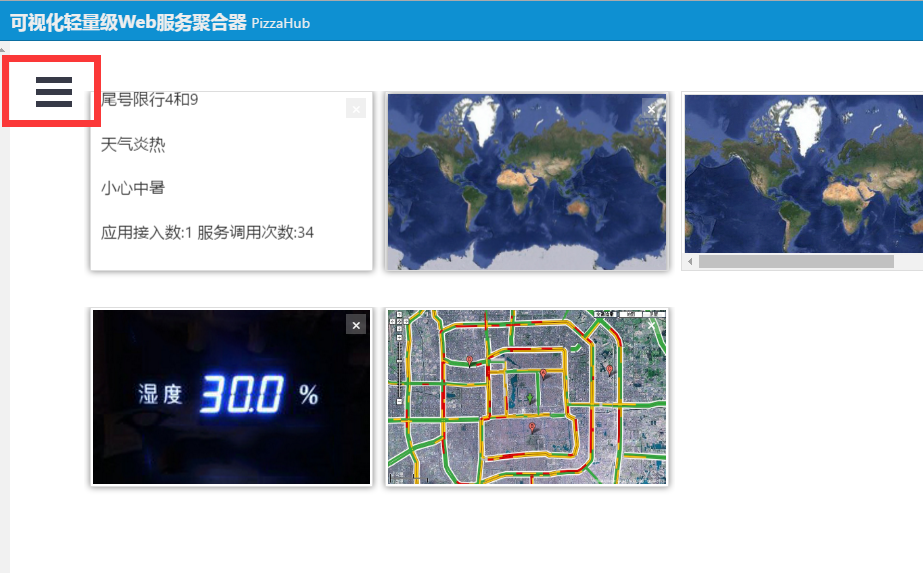 可视化轻量级Web服务聚合器 PizzaHub
尾号限行4和9
天气炎热
小心中暑
应用接入数:1 服务调用次数:34
湿度 30.0 %